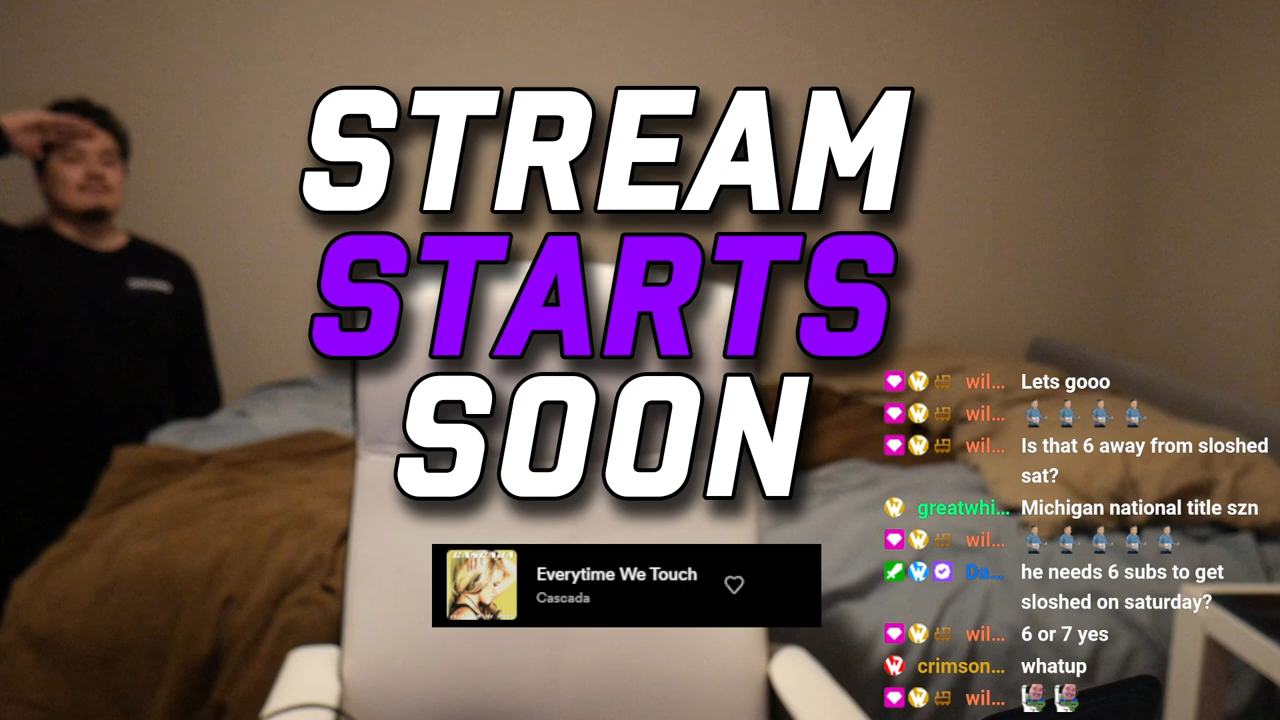 STREAM
STARTS
SOON
Everytime We Touch
Cascada
wil... Lets gooo
wil...
wil... Is that 6 away from sloshed
sat?
greatwhi... Michigan national title szn
wil...
Da... he needs 6 subs to get
sloshed on saturday?
wil... 6 or 7 yes
crimson... whatup
wil...